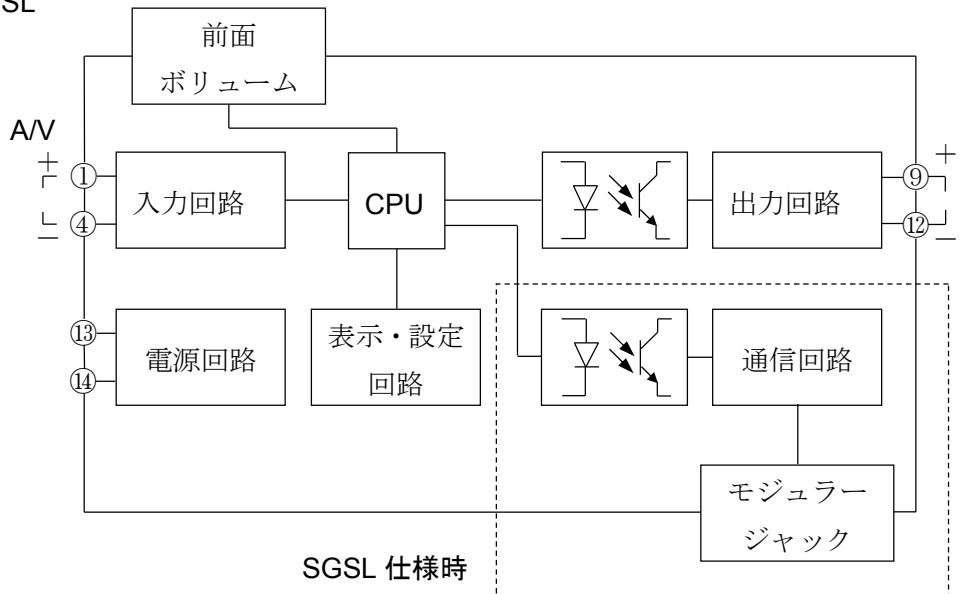 SL
前面
ボリューム
A/V
+
①
入力回路
CPU
出力回路
⑨
+
④
−
⑫
−
⑬
電源回路
⑭
表示・設定
回路
通信回路
モジュラー
ジャック
SGSL 仕様時